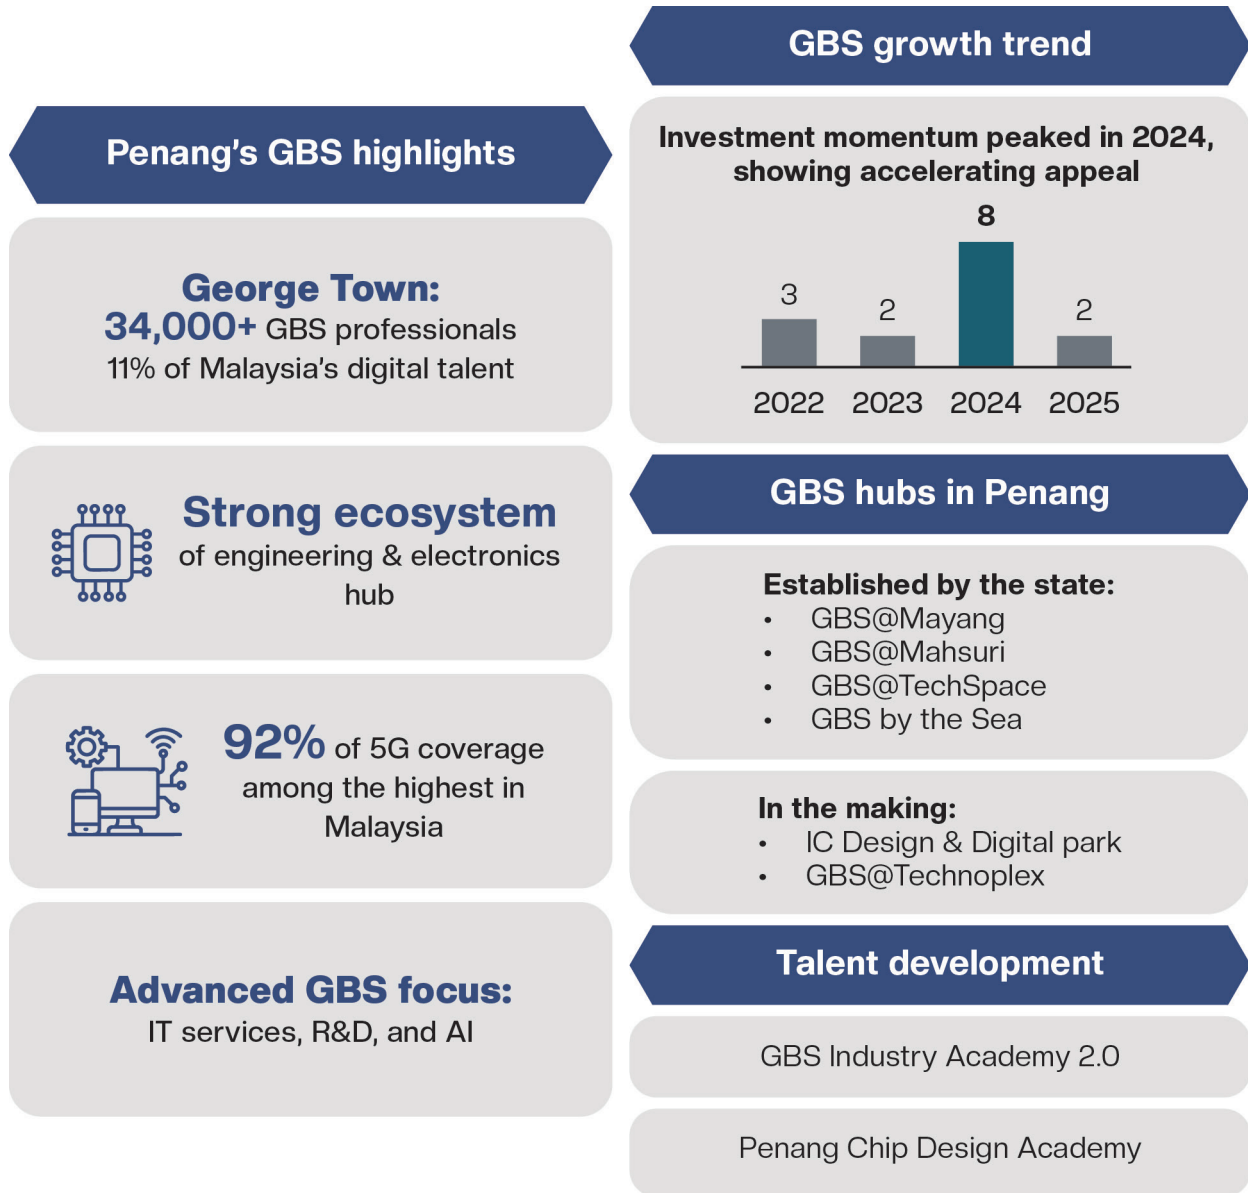 Penang's GBS highlights
George Town:
34,000+ GBS professionals
11% of Malaysia's digital talent
Strong ecosystem
of engineering & electronics
hub
92% of 5G coverage
among the highest in
Malaysia
Advanced GBS focus:
IT services, R&D, and AI
GBS growth trend
Investment momentum peaked in 2024,
showing accelerating appeal
3 2 8 2
2022 2023 2024 2025
GBS hubs in Penang
Established by the state:
• GBS@Mayang
• GBS@Mahsuri
• GBS@TechSpace
• GBS by the Sea
In the making:
• IC Design & Digital park
• GBS@Technoplex
Talent development
GBS Industry Academy 2.0
Penang Chip Design Academy